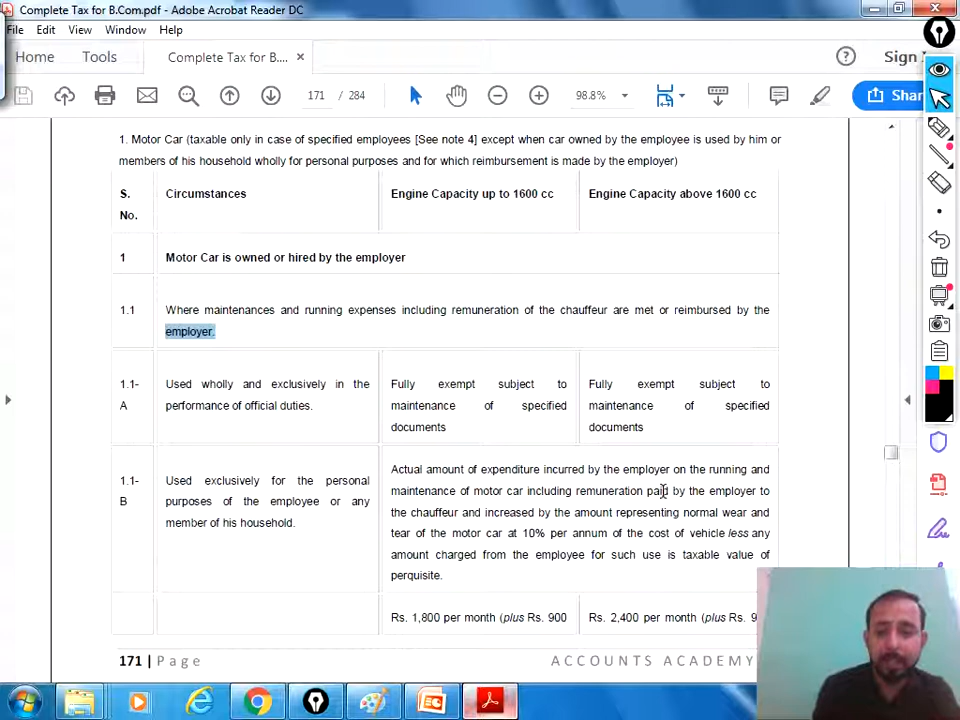 Complete Tax for B.Com.pdf - Adobe Acrobat Reader DC
File Edit View Window Help
Home Tools Complete Tax for B.... × Sign
171 / 284 98.8% Shar
1. Motor Car (taxable only in case of specified employees [See note 4] except when car owned by the employee is used by him or
members of his household wholly for personal purposes and for which reimbursement is made by the employer)
S. No. Circumstances Engine Capacity up to 1600 cc Engine Capacity above 1600 cc
1 Motor Car is owned or hired by the employer
1.1 Where maintenances and running expenses including remuneration of the chauffeur are met or reimbursed by the
employer.
1.1- Used wholly and exclusively in the Fully exempt subject to Fully exempt subject to
A performance of official duties. maintenance of specified maintenance of specified
documents documents
Actual amount of expenditure incurred by the employer on the running and
1.1- Used exclusively for the personal maintenance of motor car including remuneration paid by the employer to
B purposes of the employee or any the chauffeur and increased by the amount representing normal wear and
member of his household. tear of the motor car at 10% per annum of the cost of vehicle less any
amount charged from the employee for such use is taxable value of
perquisite.
Rs. 1,800 per month (plus Rs. 900 Rs. 2,400 per month (plus Rs. 9
171 | Page ACCOUNTS ACADEMY